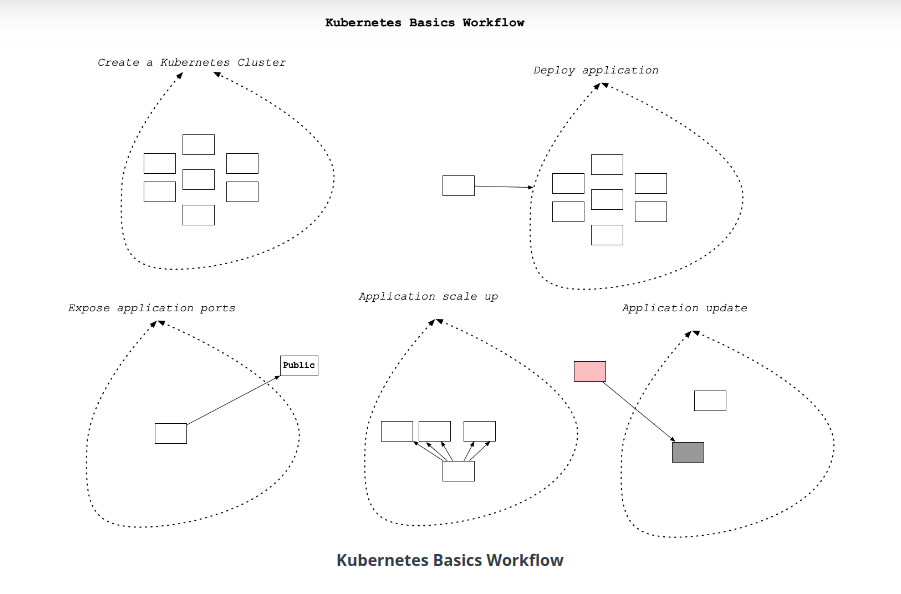 Kubernetes Basics Workflow
Create a Kubernetes Cluster
Deploy application
Expose application ports
Application scale up
Application update
Public
Kubernetes Basics Workflow